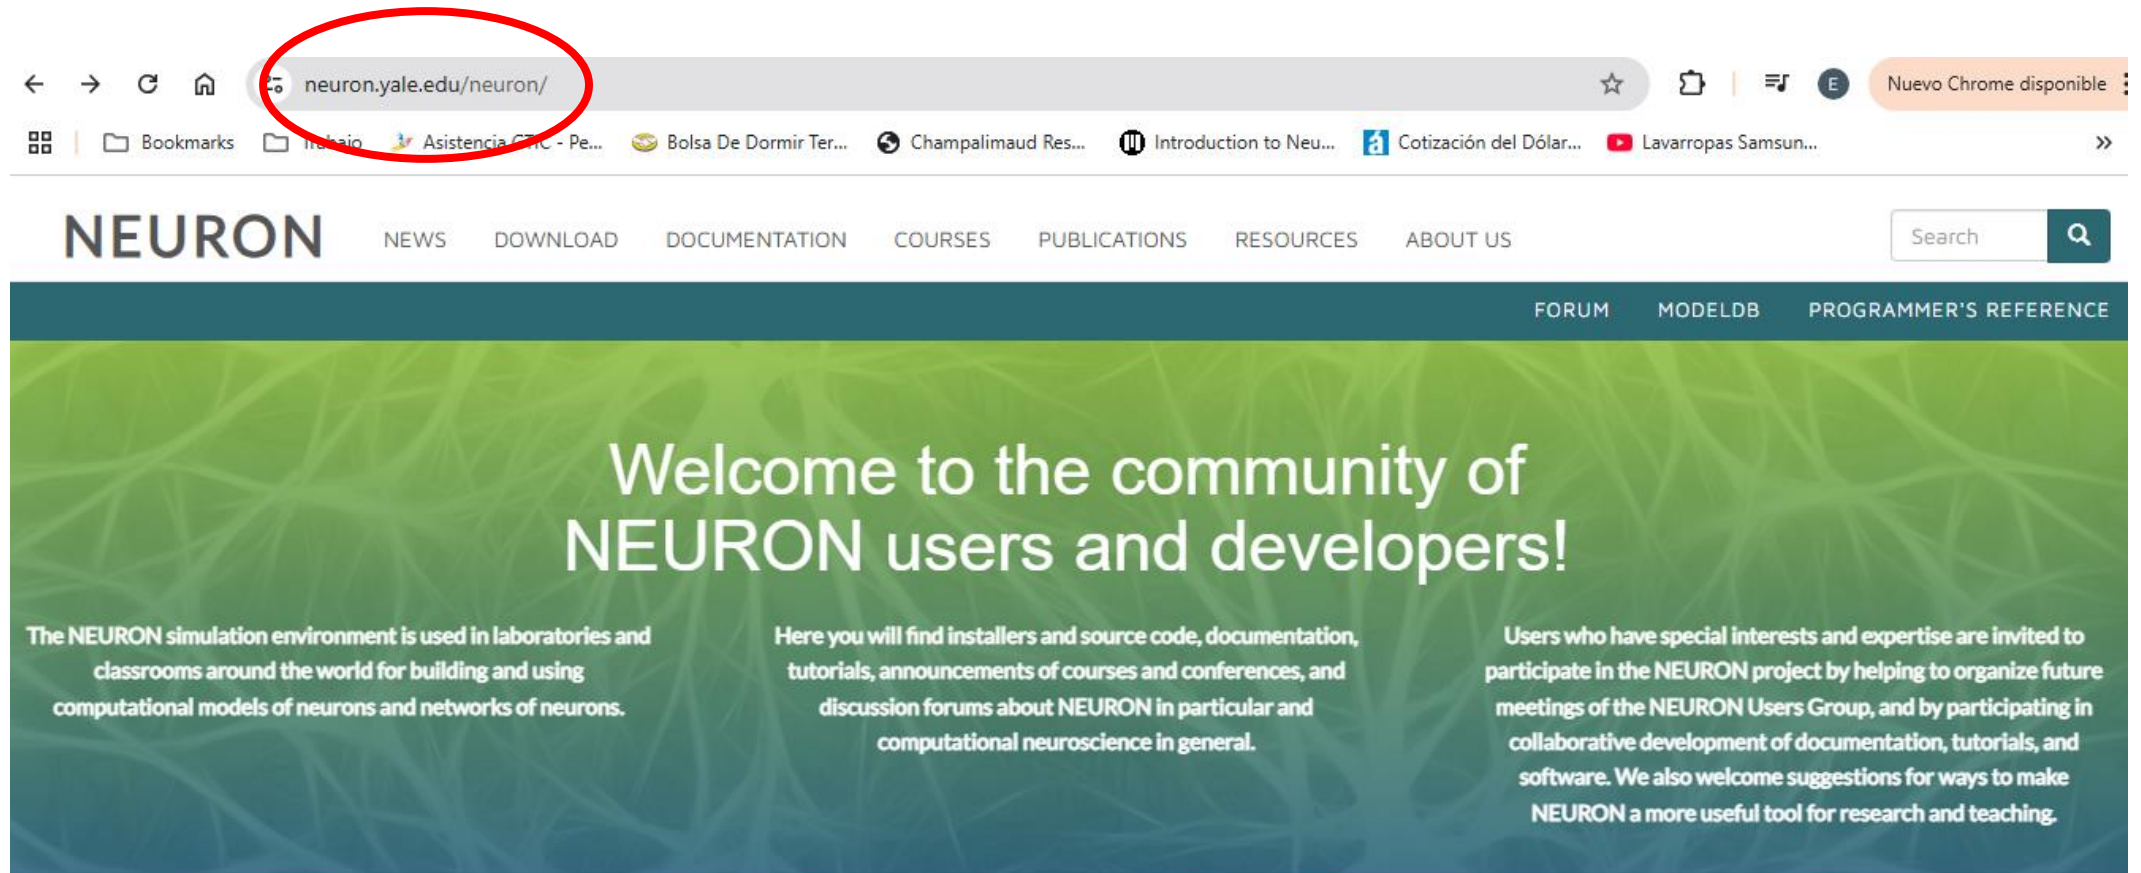 neuron.yale.edu/neuron/
E
Nuevo Chrome disponible
Bookmarks Trabajo Asistencia GTIC - Pe... Bolsa De Dormir Ter... Champalimaud Res... Introduction to Neu... Cotización del Dólar... Lavarropas Samsun...
NEURON NEWS DOWNLOAD DOCUMENTATION COURSES PUBLICATIONS RESOURCES ABOUT US Search
FORUM MODELDB PROGRAMMER'S REFERENCE
Welcome to the community of
NEURON users and developers!
The NEURON simulation environment is used in laboratories and
classrooms around the world for building and using
computational models of neurons and networks of neurons.
Here you will find installers and source code, documentation,
tutorials, announcements of courses and conferences, and
discussion forums about NEURON in particular and
computational neuroscience in general.
Users who have special interests and expertise are invited to
participate in the NEURON project by helping to organize future
meetings of the NEURON Users Group, and by participating in
collaborative development of documentation, tutorials, and
software. We also welcome suggestions for ways to make
NEURON a more useful tool for research and teaching.